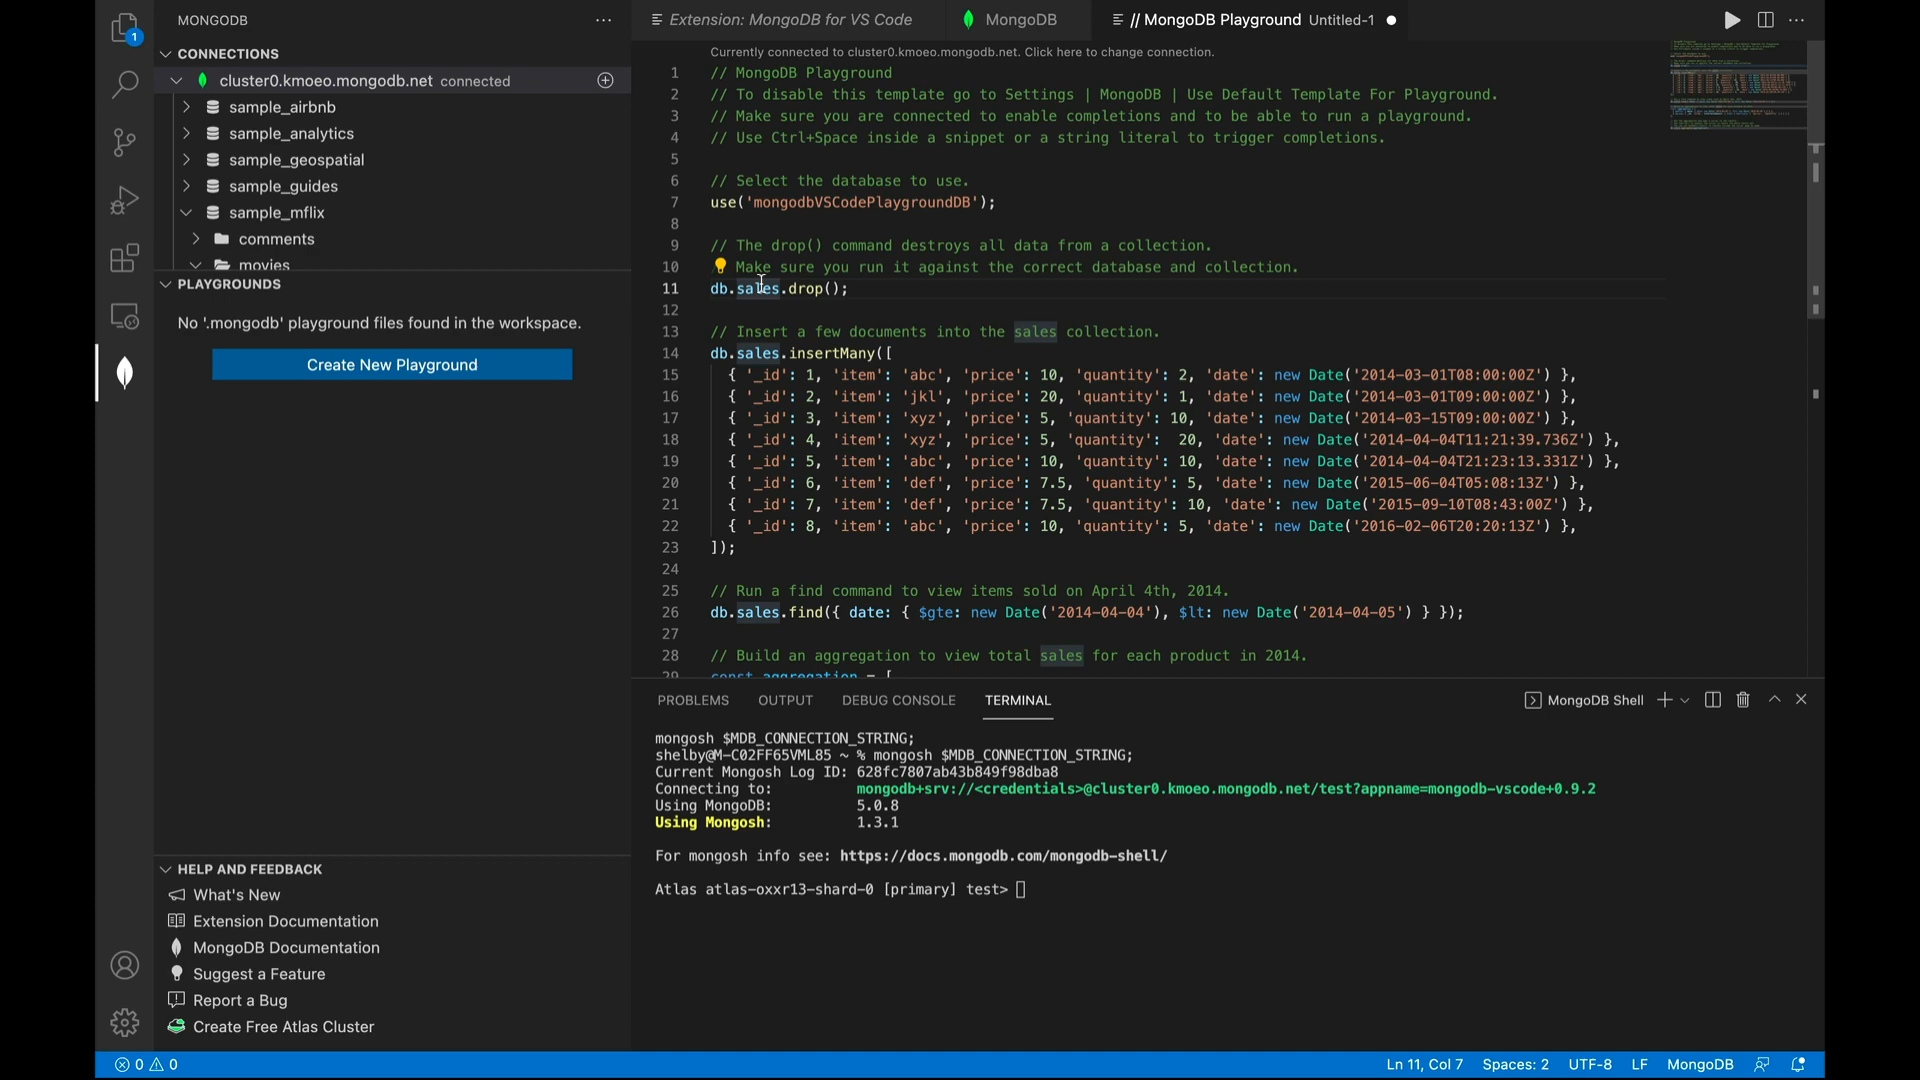 1
MONGODB
CONNECTIONS
cluster0.kmoeo.mongodb.net connected
sample_airbnb
sample_analytics
sample_geospatial
sample_guides
sample_mflix
comments
movies
PLAYGROUNDS
No '.mongodb' playground files found in the workspace.
Create New Playground
HELP AND FEEDBACK
What's New
Extension Documentation
MongoDB Documentation
Suggest a Feature
Report a Bug
Create Free Atlas Cluster
Extension: MongoDB for VS Code
MongoDB
// MongoDB Playground Untitled-1
Currently connected to cluster0.kmoeo.mongodb.net. Click here to change connection.
1 // MongoDB Playground
2 // To disable this template go to Settings | MongoDB | Use Default Template For Playground.
3 // Make sure you are connected to enable completions and to be able to run a playground.
4 // Use Ctrl+Space inside a snippet or a string literal to trigger completions.
5
6 // Select the database to use.
7 use('mongodbVSCodePlaygroundDB');
8
9 // The drop() command destroys all data from a collection.
10 Make sure you run it against the correct database and collection.
11 db.sales.drop();
12
13 // Insert a few documents into the sales collection.
14 db.sales.insertMany([
15 { '_id': 1, 'item': 'abc', 'price': 10, 'quantity': 2, 'date': new Date('2014-03-01T08:00:00Z') },
16 { '_id': 2, 'item': 'jkl', 'price': 20, 'quantity': 1, 'date': new Date('2014-03-01T09:00:00Z') },
17 { '_id': 3, 'item': 'xyz', 'price': 5, 'quantity': 10, 'date': new Date('2014-03-15T09:00:00Z') },
18 { '_id': 4, 'item': 'xyz', 'price': 5, 'quantity':  20, 'date': new Date('2014-04-04T11:21:39.736Z') },
19 { '_id': 5, 'item': 'abc', 'price': 10, 'quantity': 10, 'date': new Date('2014-04-04T21:23:13.331Z') },
20 { '_id': 6, 'item': 'def', 'price': 7.5, 'quantity': 5, 'date': new Date('2015-06-04T05:08:13Z') },
21 { '_id': 7, 'item': 'def', 'price': 7.5, 'quantity': 10, 'date': new Date('2015-09-10T08:43:00Z') },
22 { '_id': 8, 'item': 'abc', 'price': 10, 'quantity': 5, 'date': new Date('2016-02-06T20:20:13Z') },
23 ]);
24
25 // Run a find command to view items sold on April 4th, 2014.
26 db.sales.find({ date: { $gte: new Date('2014-04-04'), $lt: new Date('2014-04-05') } });
27
28 // Build an aggregation to view total sales for each product in 2014.
29 const aggregation = [
PROBLEMS OUTPUT DEBUG CONSOLE TERMINAL
MongoDB Shell
mongosh $MDB_CONNECTION_STRING;
shelby@M-C02FF65VML85 ~ % mongosh $MDB_CONNECTION_STRING;
Current Mongosh Log ID: 628fc7807ab43b849f98dba8
Connecting to: mongodb+srv://<credentials>@cluster0.kmoeo.mongodb.net/test?appname=mongodb-vscode+0.9.2
Using MongoDB: 5.0.8
Using Mongosh: 1.3.1
For mongosh info see: https://docs.mongodb.com/mongodb-shell/
Atlas atlas-oxxr13-shard-0 [primary] test>
0 0
Ln 11, Col 7 Spaces: 2 UTF-8 LF MongoDB